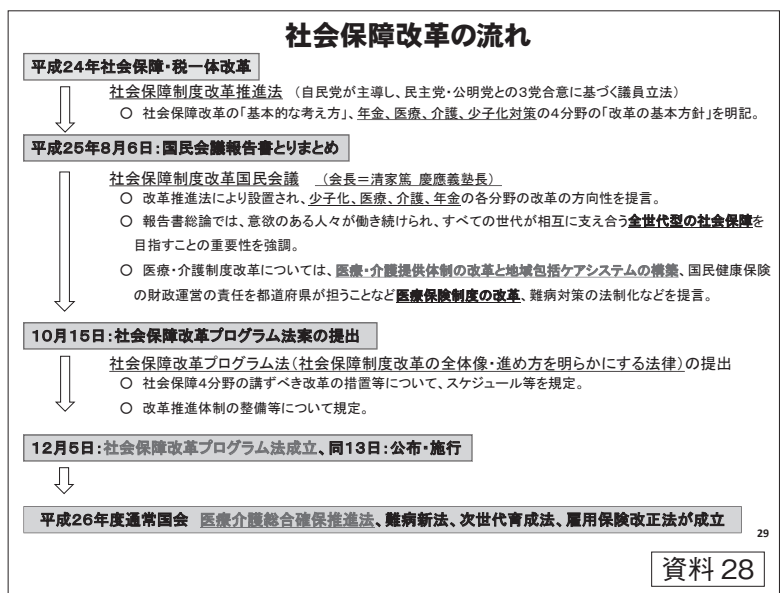 社会保障改革の流れ
平成24年社会保障・税一体改革
社会保障制度改革推進法　（自民党が主導し、民主党・公明党との3党合意に基づく議員立法）
○　社会保障改革の「基本的な考え方」、年金、医療、介護、少子化対策の4分野の「改革の基本方針」を明記。
平成25年8月6日：国民会議報告書とりまとめ
社会保障制度改革国民会議　（会長＝清家篤 慶應義塾長）
○　改革推進法により設置され、少子化、医療、介護、年金の各分野の改革の方向性を提言。
○　報告書総論では、意欲のある人々が働き続けられ、すべての世代が相互に支え合う全世代型の社会保障を
目指すことの重要性を強調。
○　医療・介護制度改革については、医療・介護提供体制の改革と地域包括ケアシステムの構築、国民健康保険
の財政運営の責任を都道府県が担うことなど医療保険制度の改革、難病対策の法制化などを提言。
10月15日：社会保障改革プログラム法案の提出
社会保障改革プログラム法（社会保障制度改革の全体像・進め方を明らかにする法律）の提出
○　社会保障4分野の講ずべき改革の措置等について、スケジュール等を規定。
○　改革推進体制の整備等について規定。
12月5日：社会保障改革プログラム法成立、同13日：公布・施行
平成26年度通常国会　医療介護総合確保推進法、難病新法、次世代育成法、雇用保険改正法が成立
29
資料 28